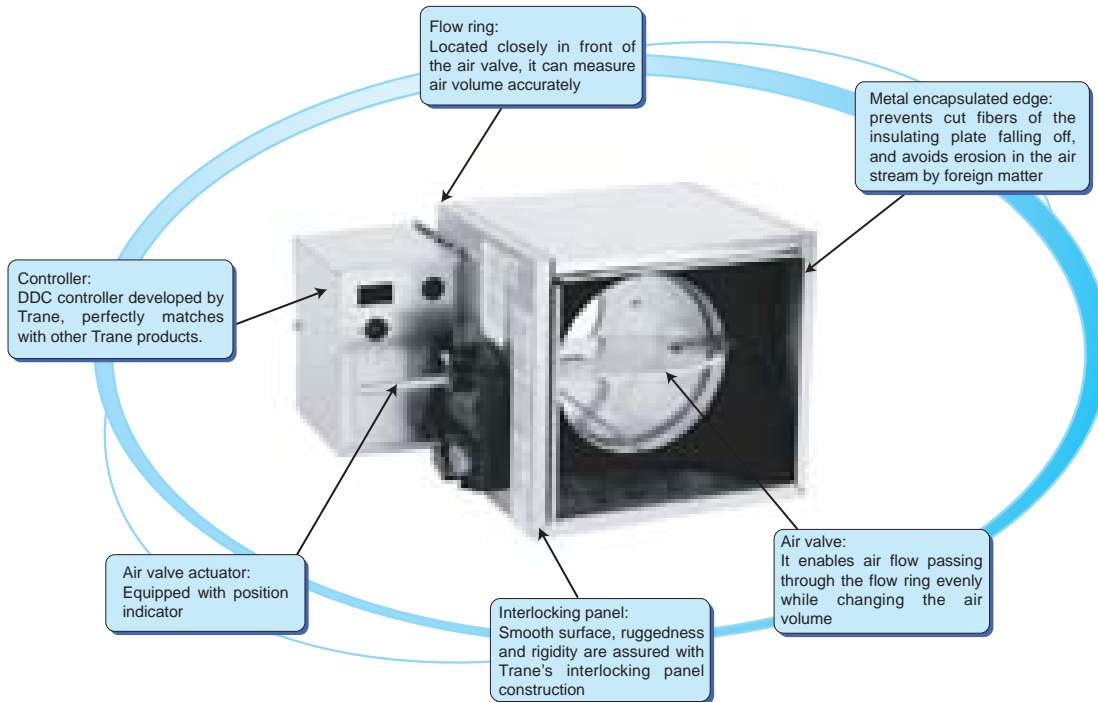 Flow ring:
Located closely in front of
the air valve, it can measure
air volume accurately
Metal encapsulated edge:
prevents cut fibers of the
insulating plate falling off,
and avoids erosion in the air
stream by foreign matter
Controller:
DDC controller developed by
Trane, perfectly matches
with other Trane products.
Air valve actuator:
Equipped with position
indicator
Interlocking panel:
Smooth surface, ruggedness
and rigidity are assured with
Trane's interlocking panel
construction
Air valve:
It enables air flow passing
through the flow ring evenly
while changing the air
volume